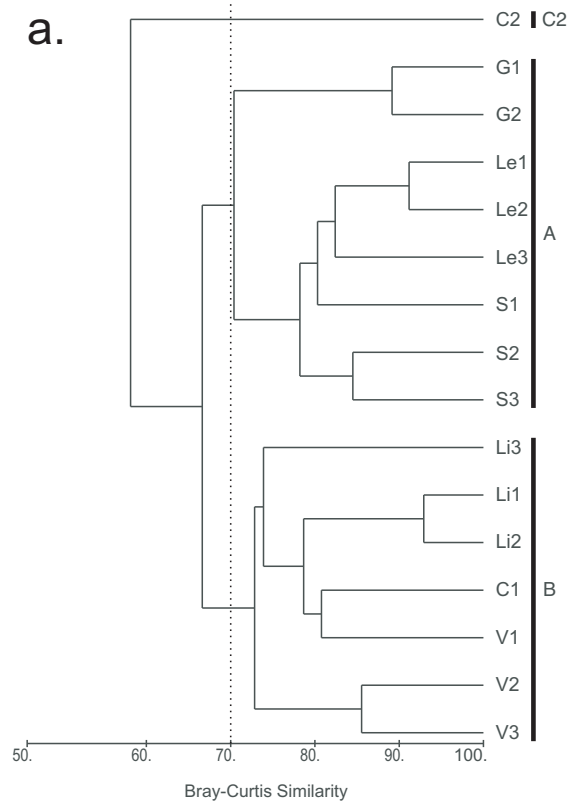 a.
C2 C2
G1
G2
Le1
Le2
A
Le3
S1
S2
S3
Li3
Li1
Li2
C1
B
V1
V2
V3
50. 60. 70. 80. 90. 100.
Bray-Curtis Similarity